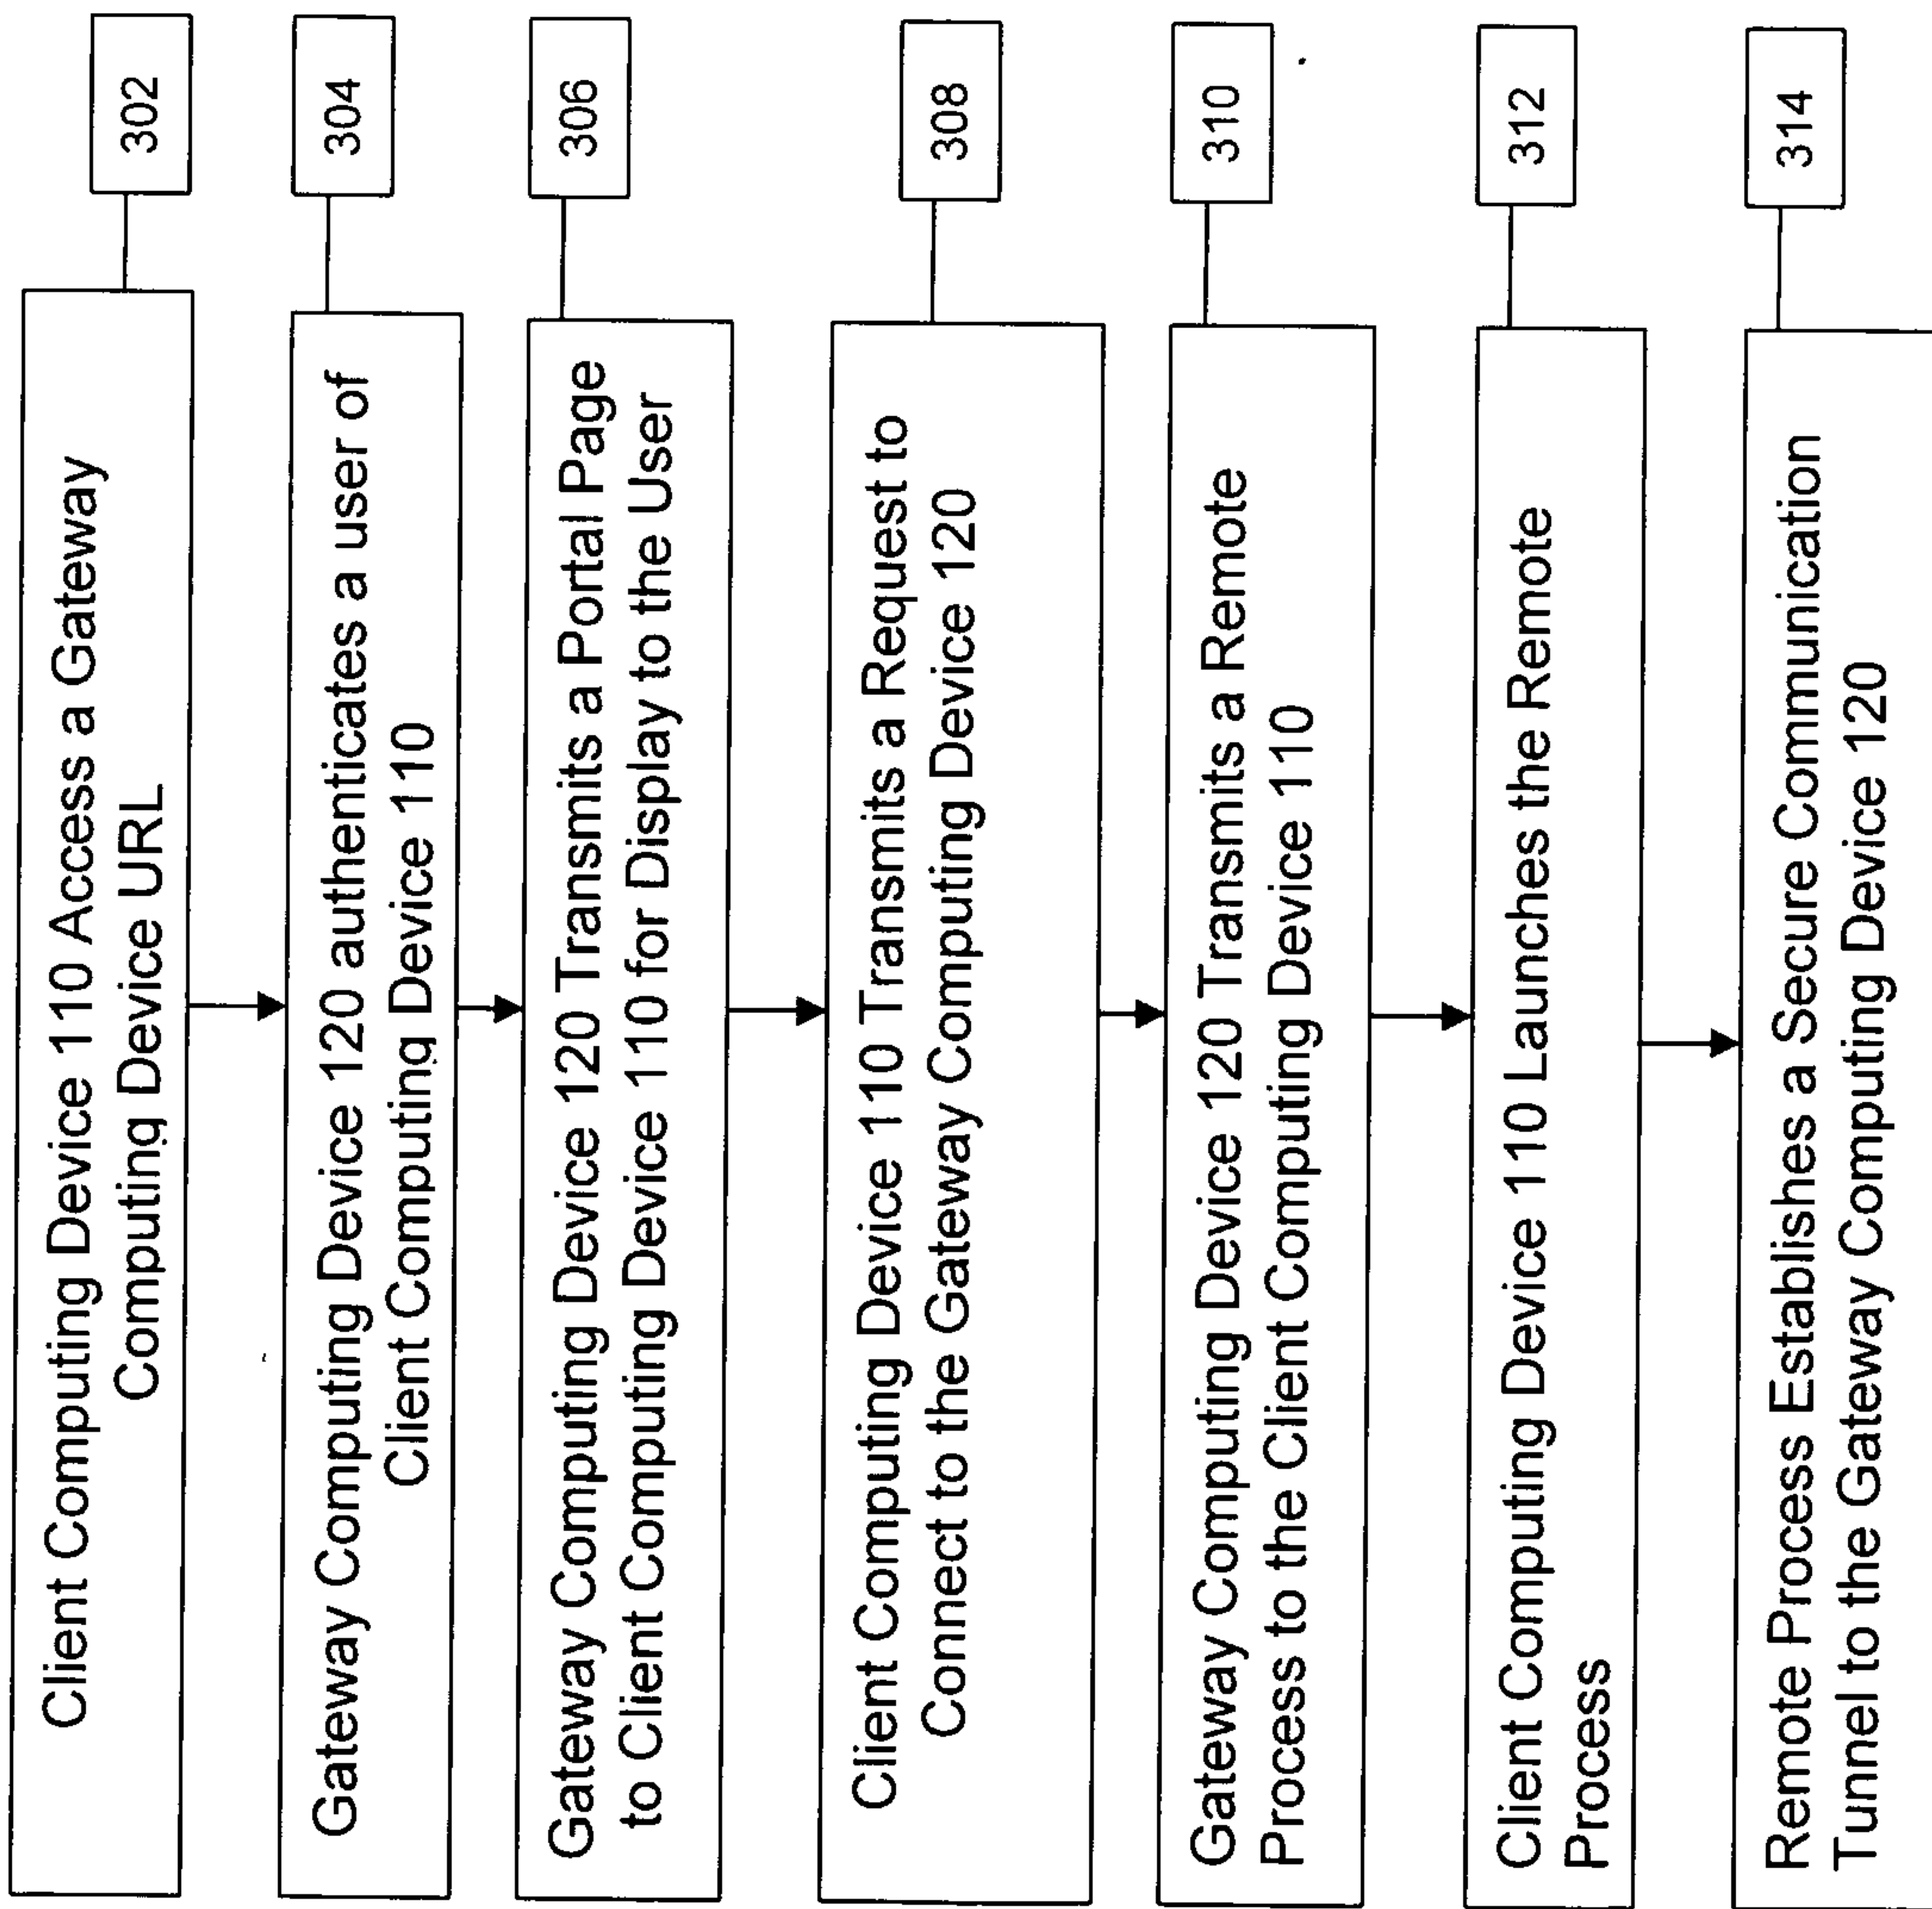 Client Computing Device 110 Access a Gateway
Computing Device URL
302
Gateway Computing Device 120 authenticates a user of
Client Computing Device 110
304
Gateway Computing Device 120 Transmits a Portal Page
to Client Computing Device 110 for Display to the User
306
Client Computing Device 110 Transmits a Request to
Connect to the Gateway Computing Device 120
308
Gateway Computing Device 120 Transmits a Remote
Process to the Client Computing Device 110
310
Client Computing Device 110 Launches the Remote
Process
312
Remote Process Establishes a Secure Communication
Tunnel to the Gateway Computing Device 120
314